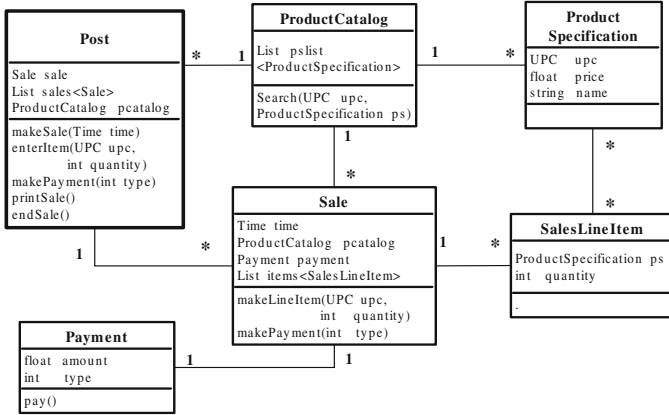 Post
Sale sale
List sales<Sale>
ProductCatalog pcatalog
makeSale(Time time)
enterItem(UPC upc,
int quantity)
makePayment(int type)
printSale()
endSale()
*
1
ProductCatalog
List pslist
<ProductSpecification>
Search(UPC upc,
ProductSpecification ps)
1
*
Product
Specification
UPC upc
float price
string name
1
*
*
*
1
*
Sale
Time time
ProductCatalog pcatalog
Payment payment
List items<SalesLineItem>
makeLineItem(UPC upc,
int quantity)
makePayment(int type)
1
*
SalesLineItem
ProductSpecification ps
int quantity
.
Payment
float amount
int type
pay()
1
1